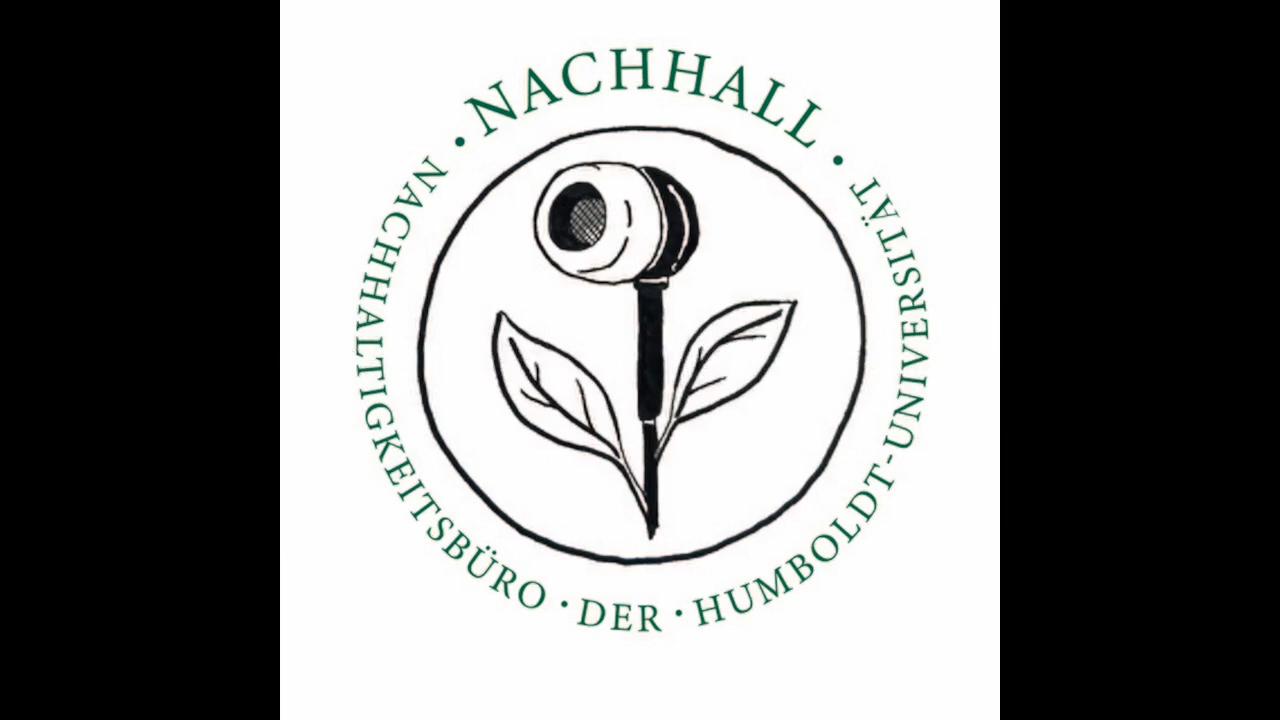 · NACHHALL ·
NACHHALTIGKEITSBÜRO · DER · HUMBOLDT-UNIVERSITÄT